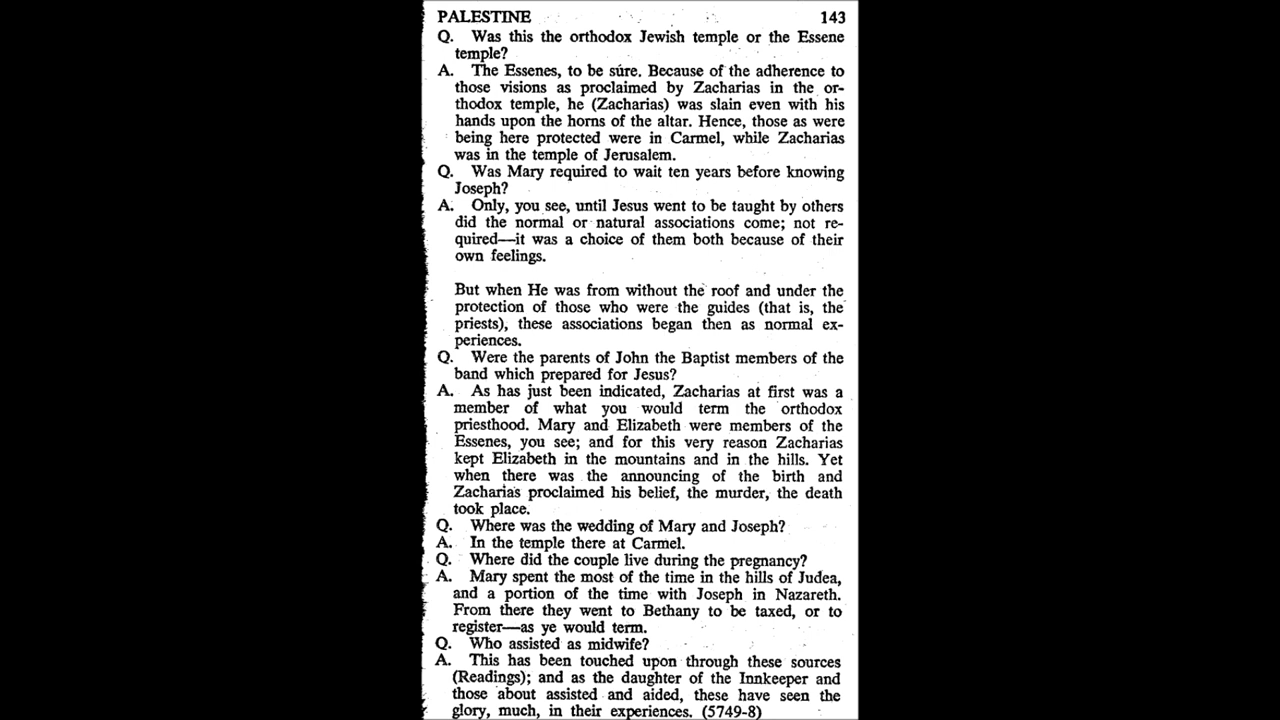 PALESTINE 143
Q. Was this the orthodox Jewish temple or the Essene
temple?
A. The Essenes, to be sure. Because of the adherence to
those visions as proclaimed by Zacharias in the or-
thodox temple, he (Zacharias) was slain even with his
hands upon the horns of the altar. Hence, those as were
being here protected were in Carmel, while Zacharias
was in the temple of Jerusalem.
Q. Was Mary required to wait ten years before knowing
Joseph?
A. Only, you see, until Jesus went to be taught by others
did the normal or natural associations come; not re-
quired—it was a choice of them both because of their
own feelings.
But when He was from without the roof and under the
protection of those who were the guides (that is, the
priests), these associations began then as normal ex-
periences.
Q. Were the parents of John the Baptist members of the
band which prepared for Jesus?
A. As has just been indicated, Zacharias at first was a
member of what you would term the orthodox
priesthood. Mary and Elizabeth were members of the
Essenes, you see; and for this very reason Zacharias
kept Elizabeth in the mountains and in the hills. Yet
when there was the announcing of the birth and
Zacharias proclaimed his belief, the murder, the death
took place.
Q. Where was the wedding of Mary and Joseph?
A. In the temple there at Carmel.
Q. Where did the couple live during the pregnancy?
A. Mary spent the most of the time in the hills of Judea,
and a portion of the time with Joseph in Nazareth.
From there they went to Bethany to be taxed, or to
register—as ye would term.
Q. Who assisted as midwife?
A. This has been touched upon through these sources
(Readings); and as the daughter of the Innkeeper and
those about assisted and aided, these have seen the
glory, much, in their experiences. (5749-8)